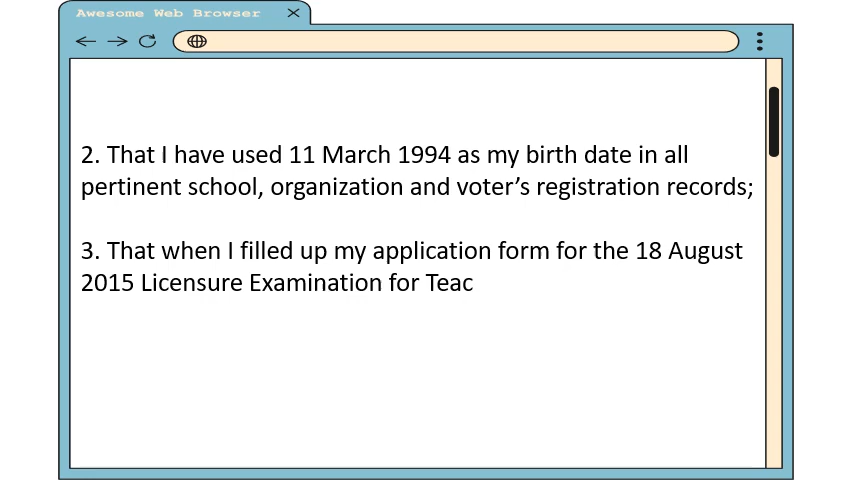 Awesome Web Browser
2. That I have used 11 March 1994 as my birth date in all
pertinent school, organization and voter’s registration records;
3. That when I filled up my application form for the 18 August
2015 Licensure Examination for Teac